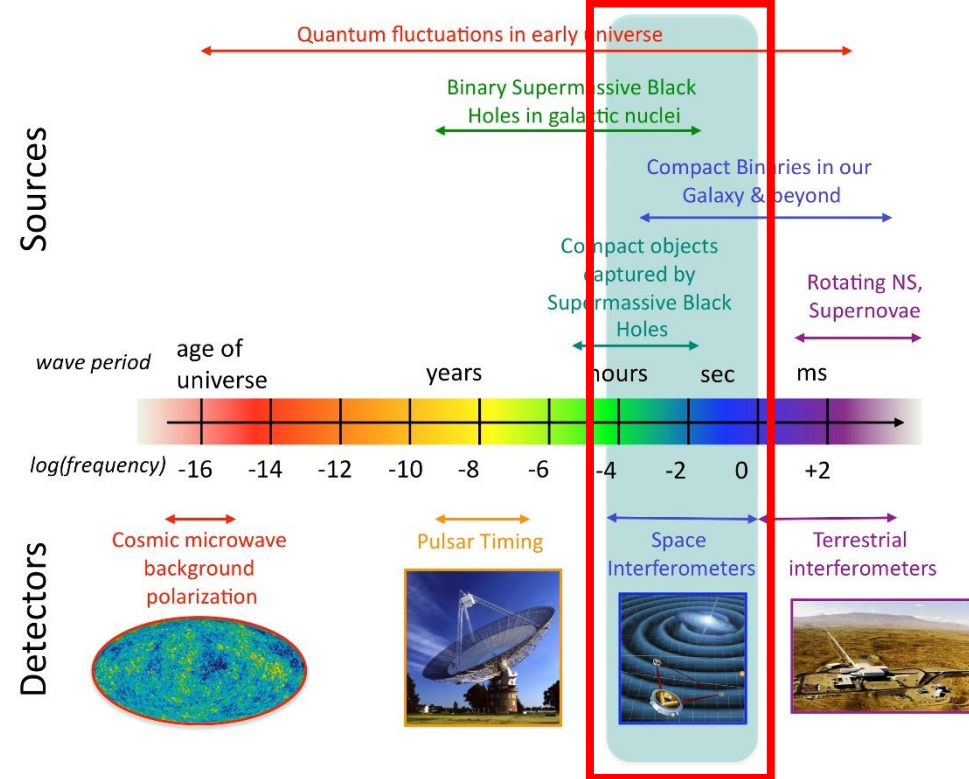 Quantum fluctuations in early universe
Binary Supermassive Black
Holes in galactic nuclei
Compact Binaries in our
Galaxy & beyond
Compact objects
captured by
Supermassive Black
Holes
Rotating NS,
Supernovae
Sources
wave period
age of
universe
years
hours
sec
ms
log(frequency)
-16 -14 -12 -10 -8 -6 -4 -2 0 +2
Detectors
Cosmic microwave
background
polarization
Pulsar Timing
Space
Interferometers
Terrestrial
interferometers